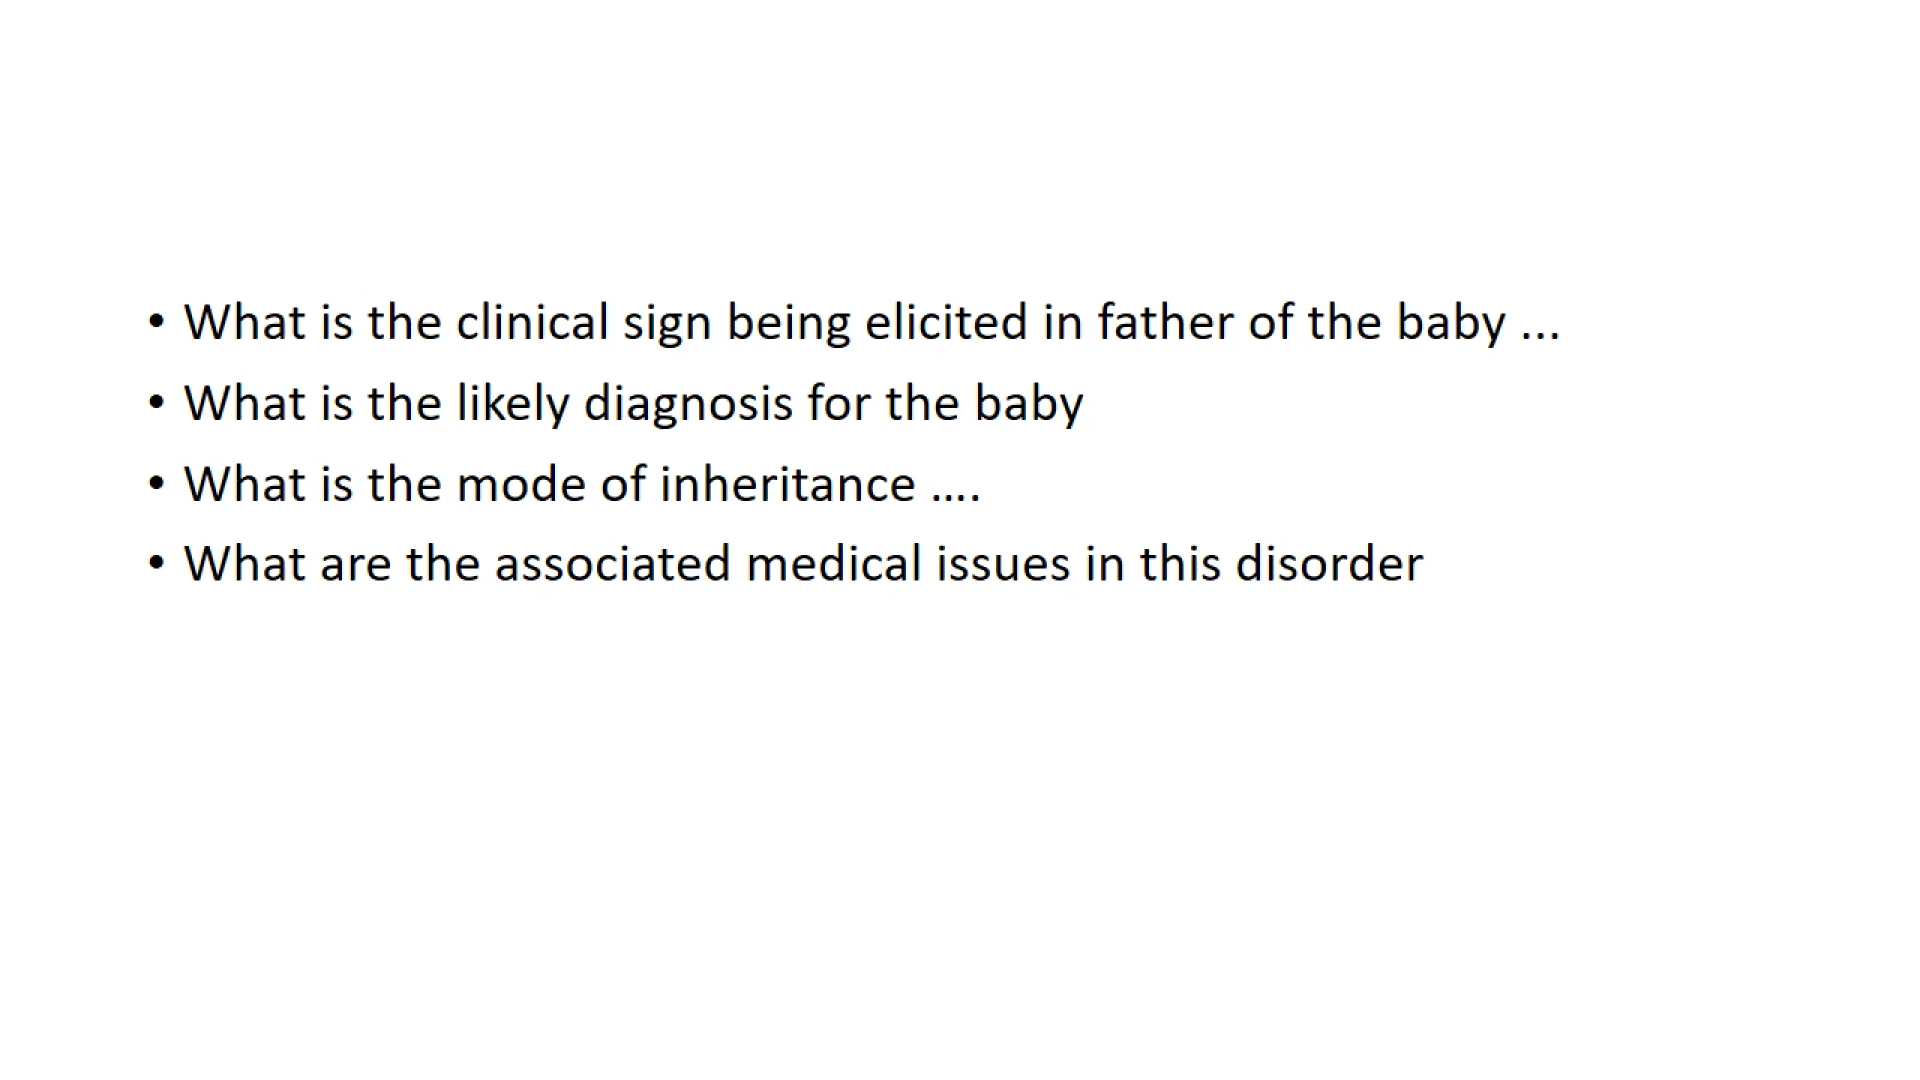 • What is the clinical sign being elicited in father of the baby ...
• What is the likely diagnosis for the baby
• What is the mode of inheritance ....
• What are the associated medical issues in this disorder